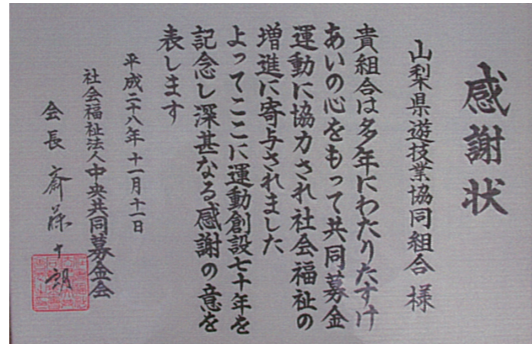 感謝状
山梨県遊技業協同組合 様
貴組合は多年にわたりたすけ
あいの心をもって共同募金
運動に協力され社会福祉の
増進に寄与されました
よってここに運動創設七十年を
記念し深甚なる感謝の意を
表します
平成二十八年十一月十一日
社会福祉法人中央共同募金会
会長 斎藤十朗